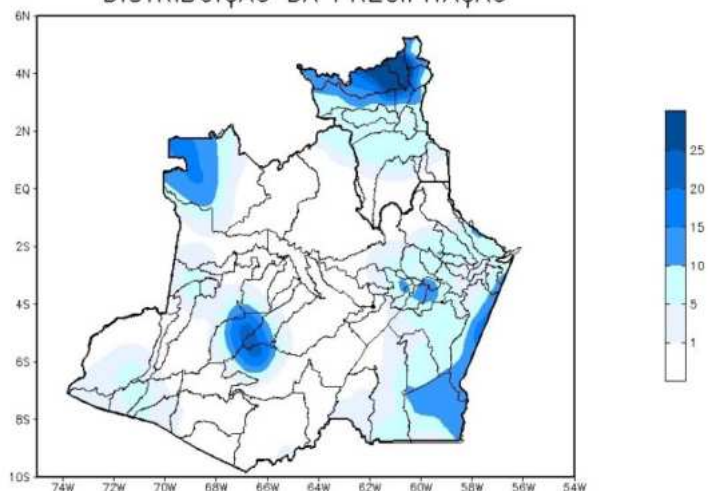 DISTRIBUIÇÃO DA PRECIPITAÇÃO
6N
4N
2N
EQ
2S
4S
6S
8S
10S
74W 72W 70W 68W 66W 64W 62W 60W 58W 56W 54W
25
20
15
10
5
1